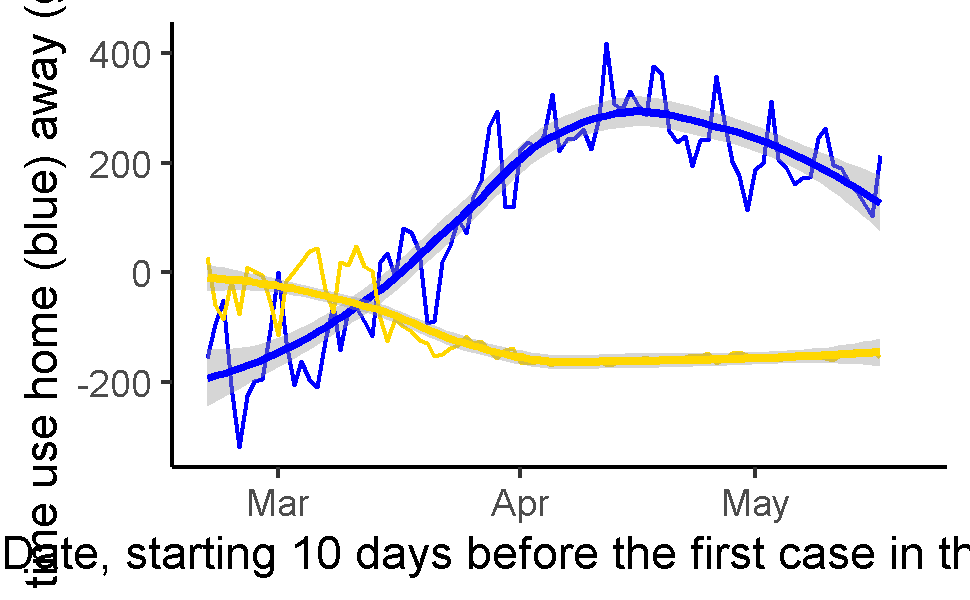 time use home (blue) away (
400
200
0
-200
Mar Apr May
Date, starting 10 days before the first case in th